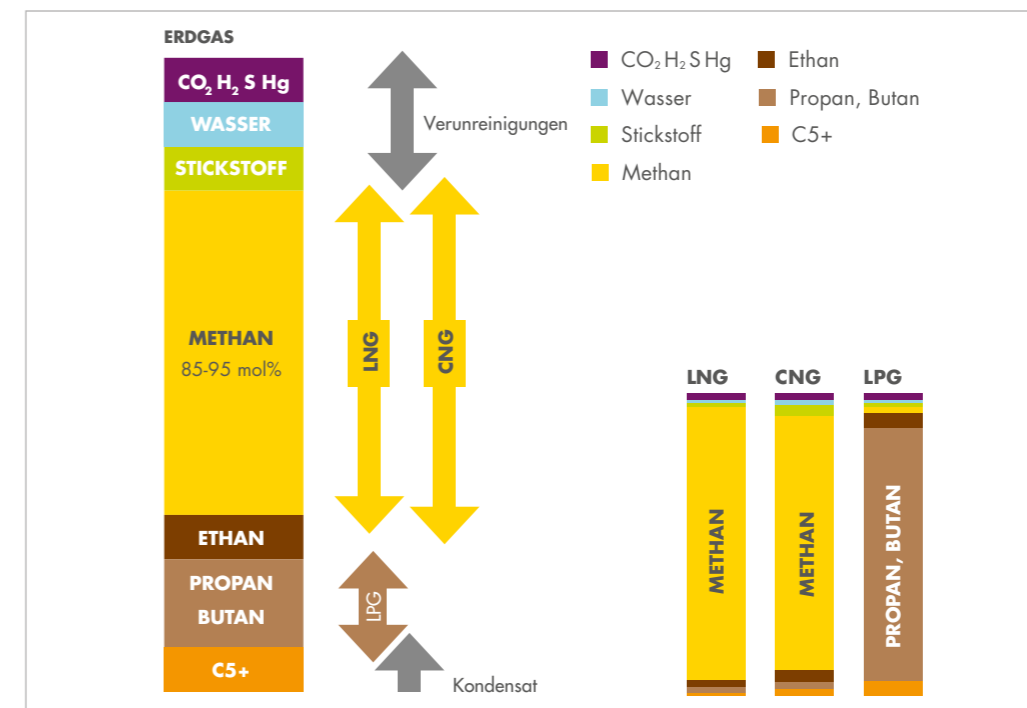 ERDGAS
CO₂ H₂ S Hg
WASSER
STICKSTOFF
METHAN
85-95 mol%
ETHAN
PROPAN
BUTAN
C5+
Verunreinigungen
LNG
CNG
LPG
Kondensat
CO₂ H₂ S Hg
Wasser
Stickstoff
Methan
Ethan
Propan, Butan
C5+
LNG CNG LPG
METHAN
METHAN
PROPAN, BUTAN